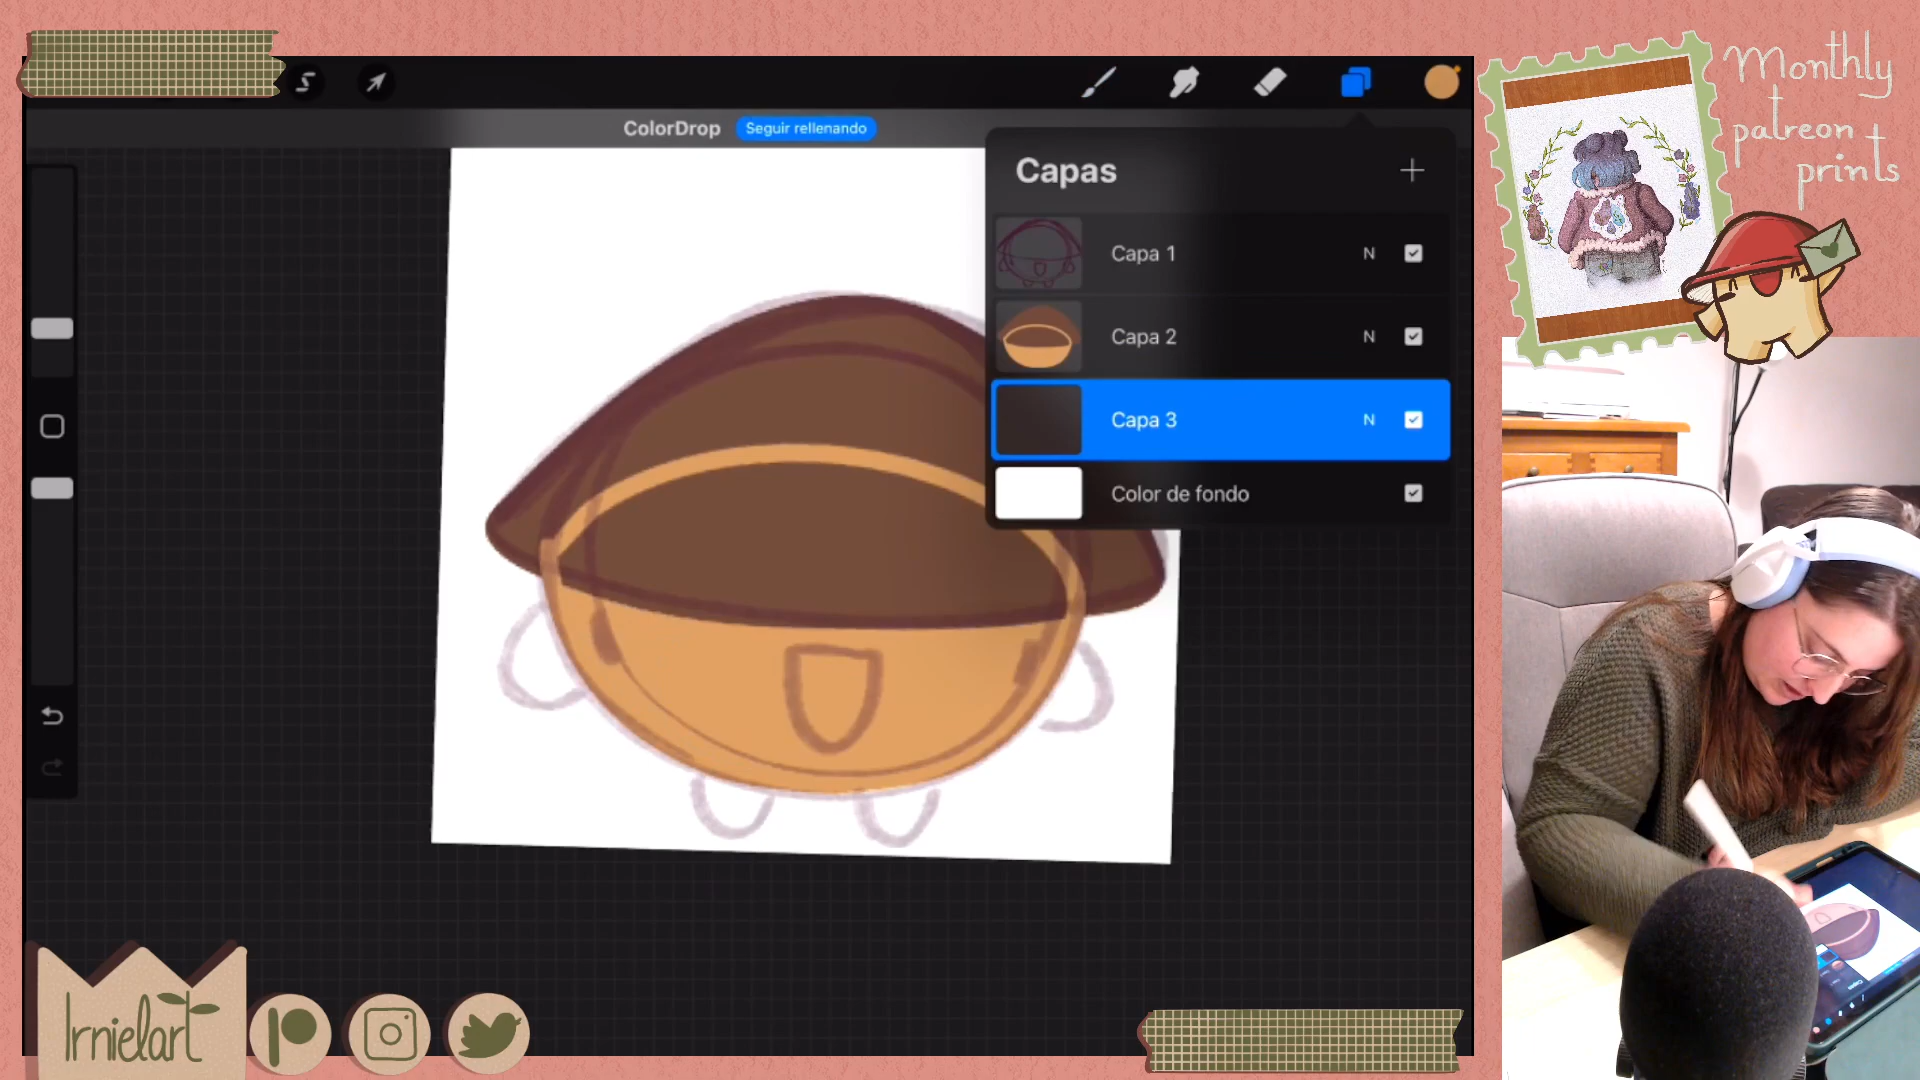 ColorDrop Seguir rellenando
Capas
Capa 1 N
Capa 2 N
Capa 3 N
Color de fondo
Monthly
patreon
prints
Irnielart